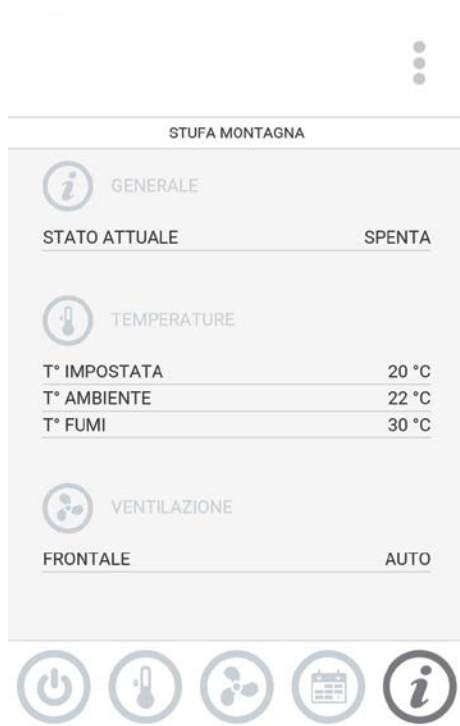 STUFA MONTAGNA
GENERALE
STATO ATTUALE SPENTA
TEMPERATURE
T° IMPOSTATA 20 °C
T° AMBIENTE 22 °C
T° FUMI 30 °C
VENTILAZIONE
FRONTALE AUTO